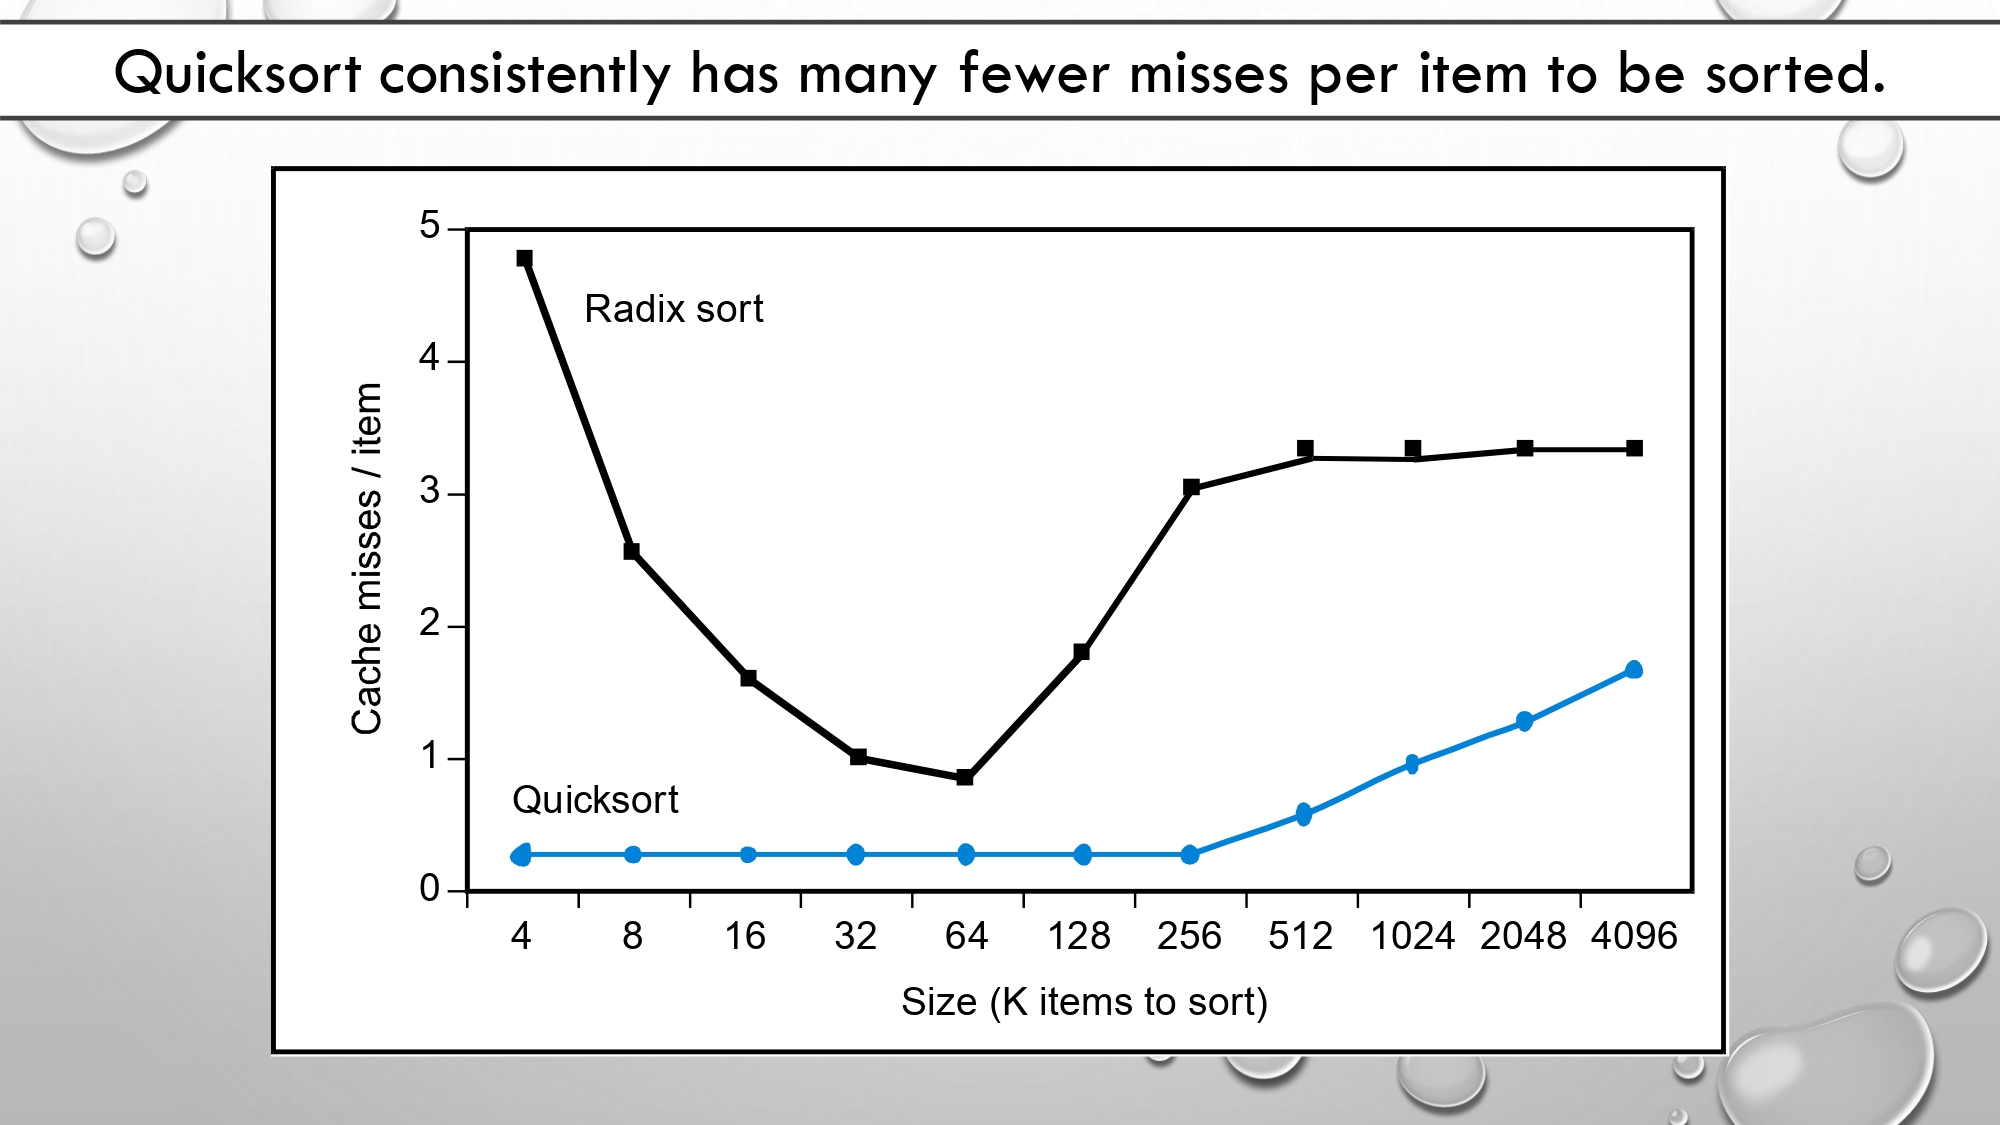 Quicksort consistently has many fewer misses per item to be sorted.
5
Radix sort
4
3
Cache misses / item
2
1
Quicksort
0
4 8 16 32 64 128 256 512 1024 2048 4096
Size (K items to sort)